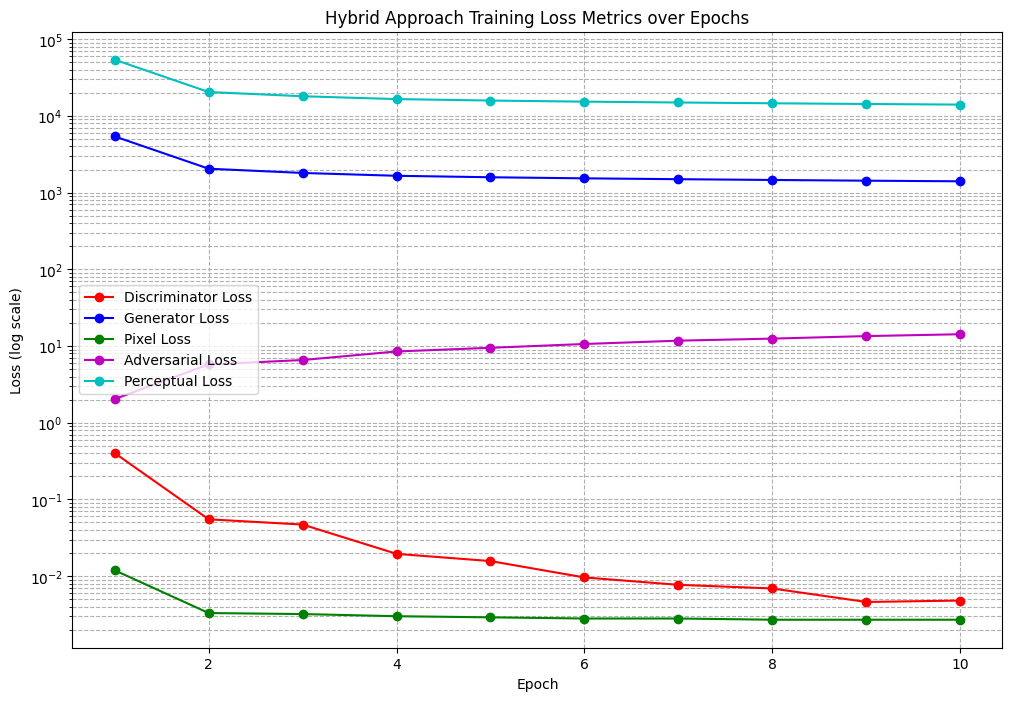 Hybrid Approach Training Loss Metrics over Epochs
Loss (log scale)
10^5
10^4
10^3
10^2
10^1
10^0
10^-1
10^-2
Discriminator Loss
Generator Loss
Pixel Loss
Adversarial Loss
Perceptual Loss
2 4 6 8 10
Epoch